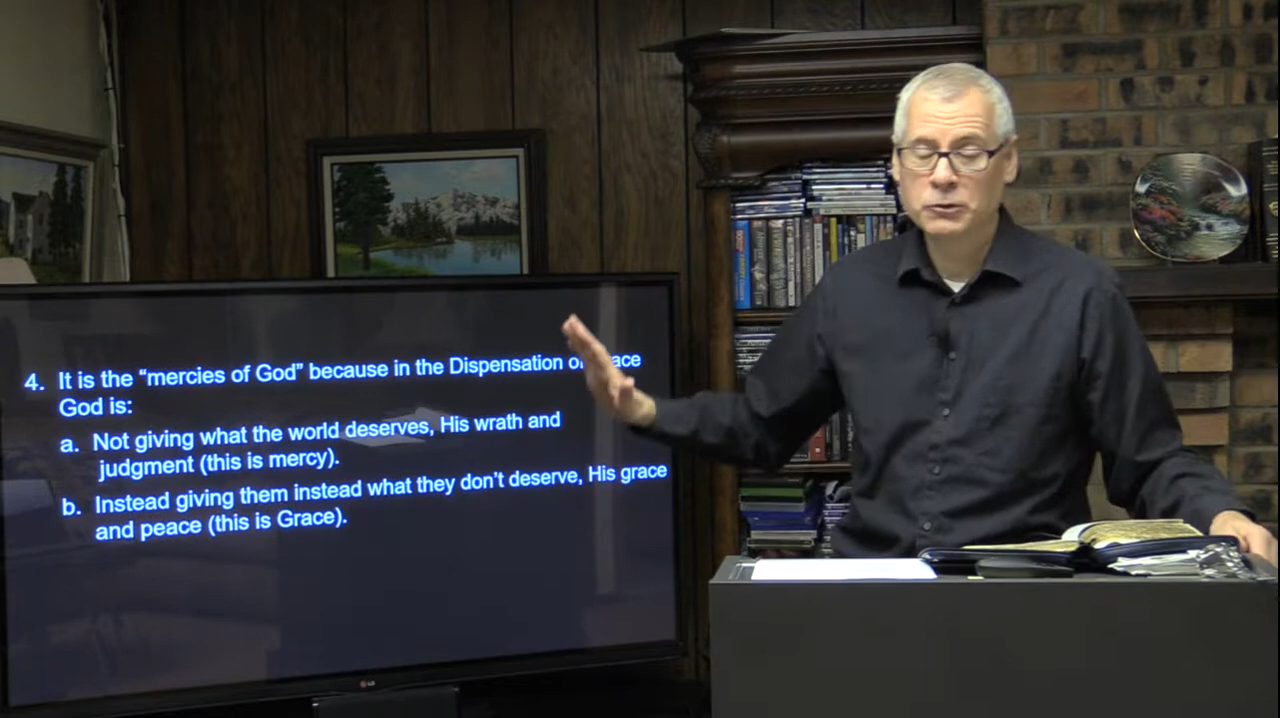 4. It is the “mercies of God” because in the Dispensation
God is:
a. Not giving what the world deserves, His wrath and
judgment (this is mercy).
b. Instead giving them instead what they don’t deserve, His grace
and peace (this is Grace).
LG